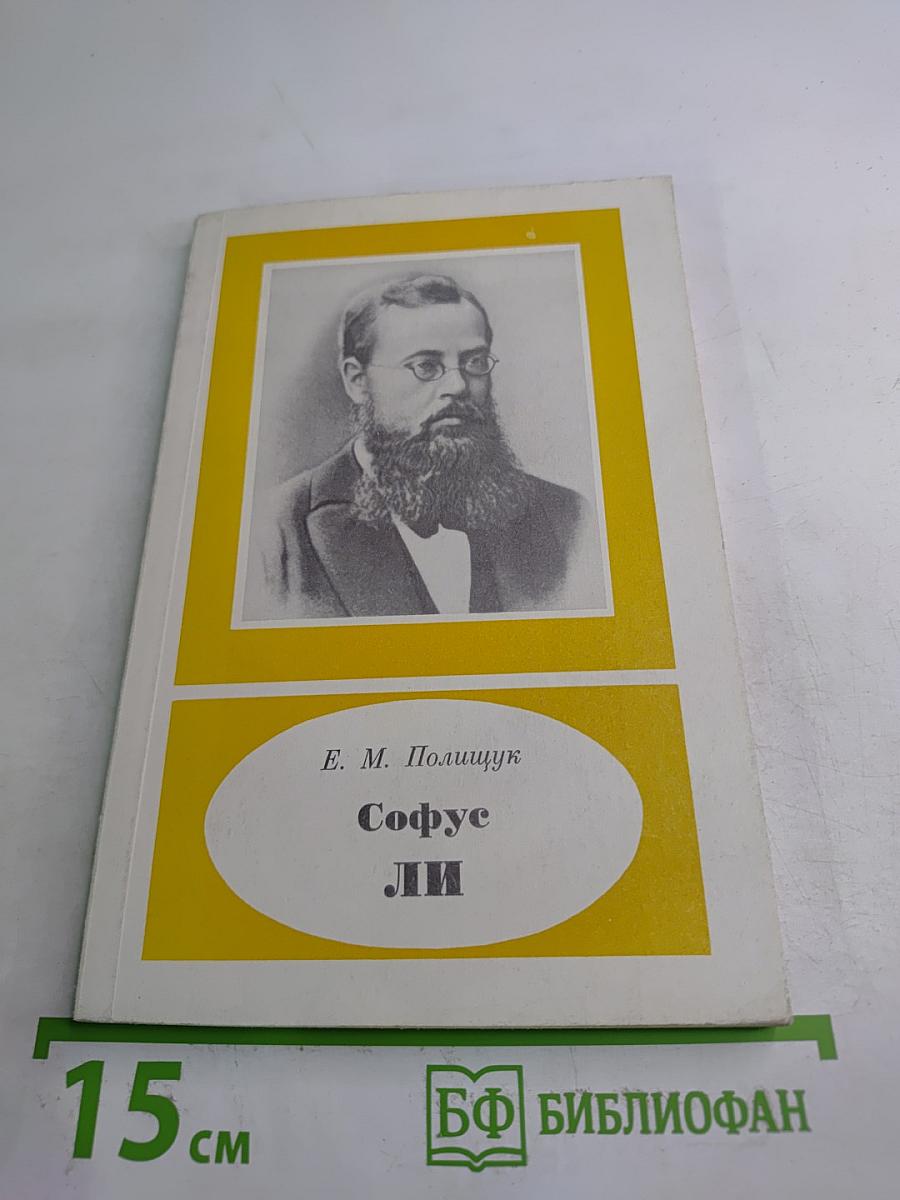 Е. М. Полищук
Софус
ЛИ
15 см
БФ БИБЛИОФАН